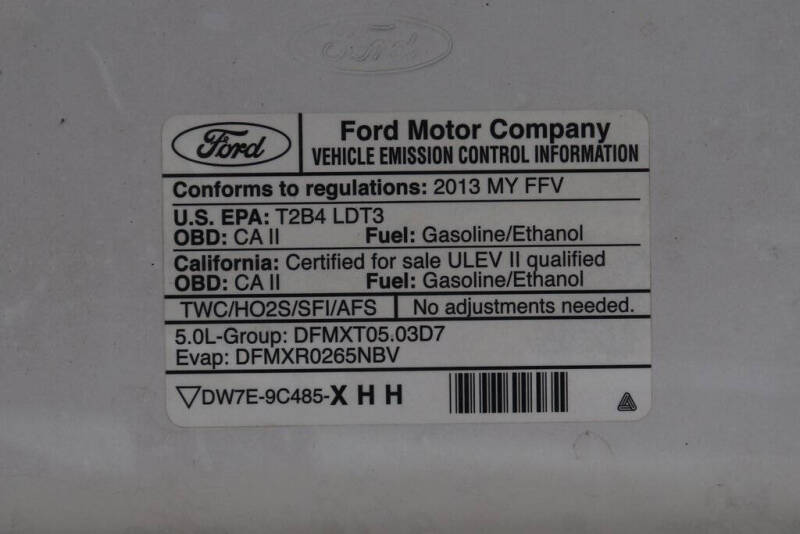 Ford
Ford
Ford Motor Company
VEHICLE EMISSION CONTROL INFORMATION
Conforms to regulations: 2013 MY FFV
U.S. EPA: T2B4 LDT3
OBD: CA II Fuel: Gasoline/Ethanol
California: Certified for sale ULEV II qualified
OBD: CA II Fuel: Gasoline/Ethanol
TWC/HO2S/SFI/AFS No adjustments needed.
5.0L-Group: DFMXT05.03D7
Evap: DFMXR0265NBV
▽DW7E-9C485-XHH